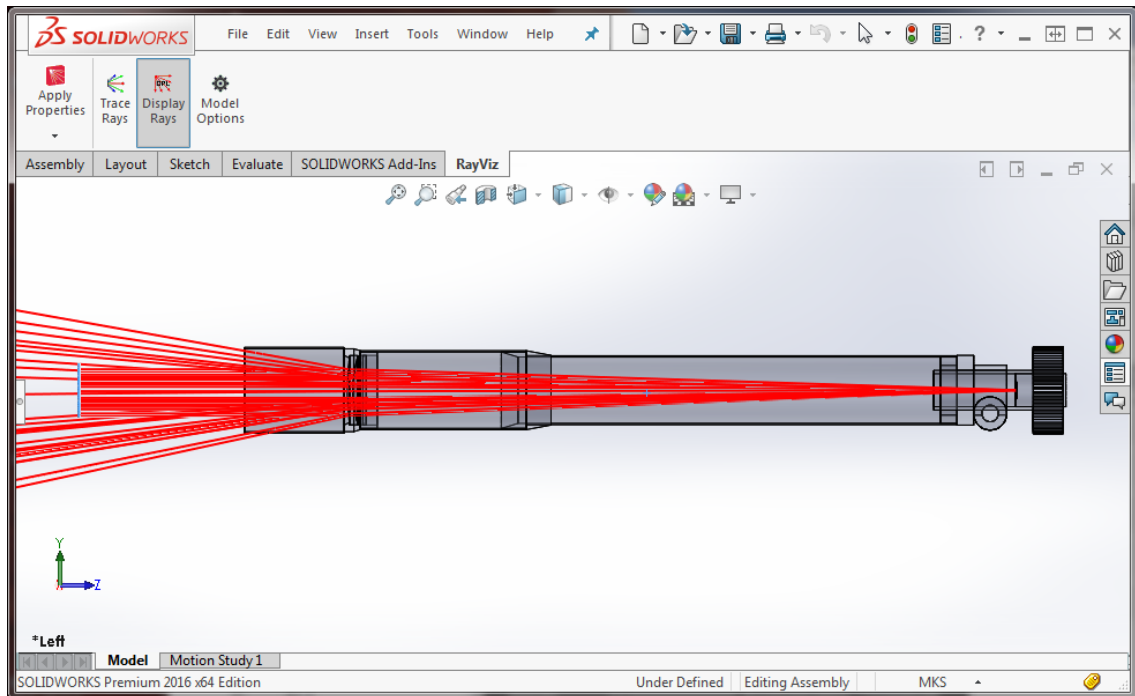 SOLIDWORKS File Edit View Insert Tools Window Help ?
Apply Properties
Trace Rays
OPL
Display Rays
Model Options
Assembly Layout Sketch Evaluate SOLIDWORKS Add-Ins RayViz
Y
Z
*Left
Model Motion Study 1
SOLIDWORKS Premium 2016 x64 Edition Under Defined Editing Assembly MKS